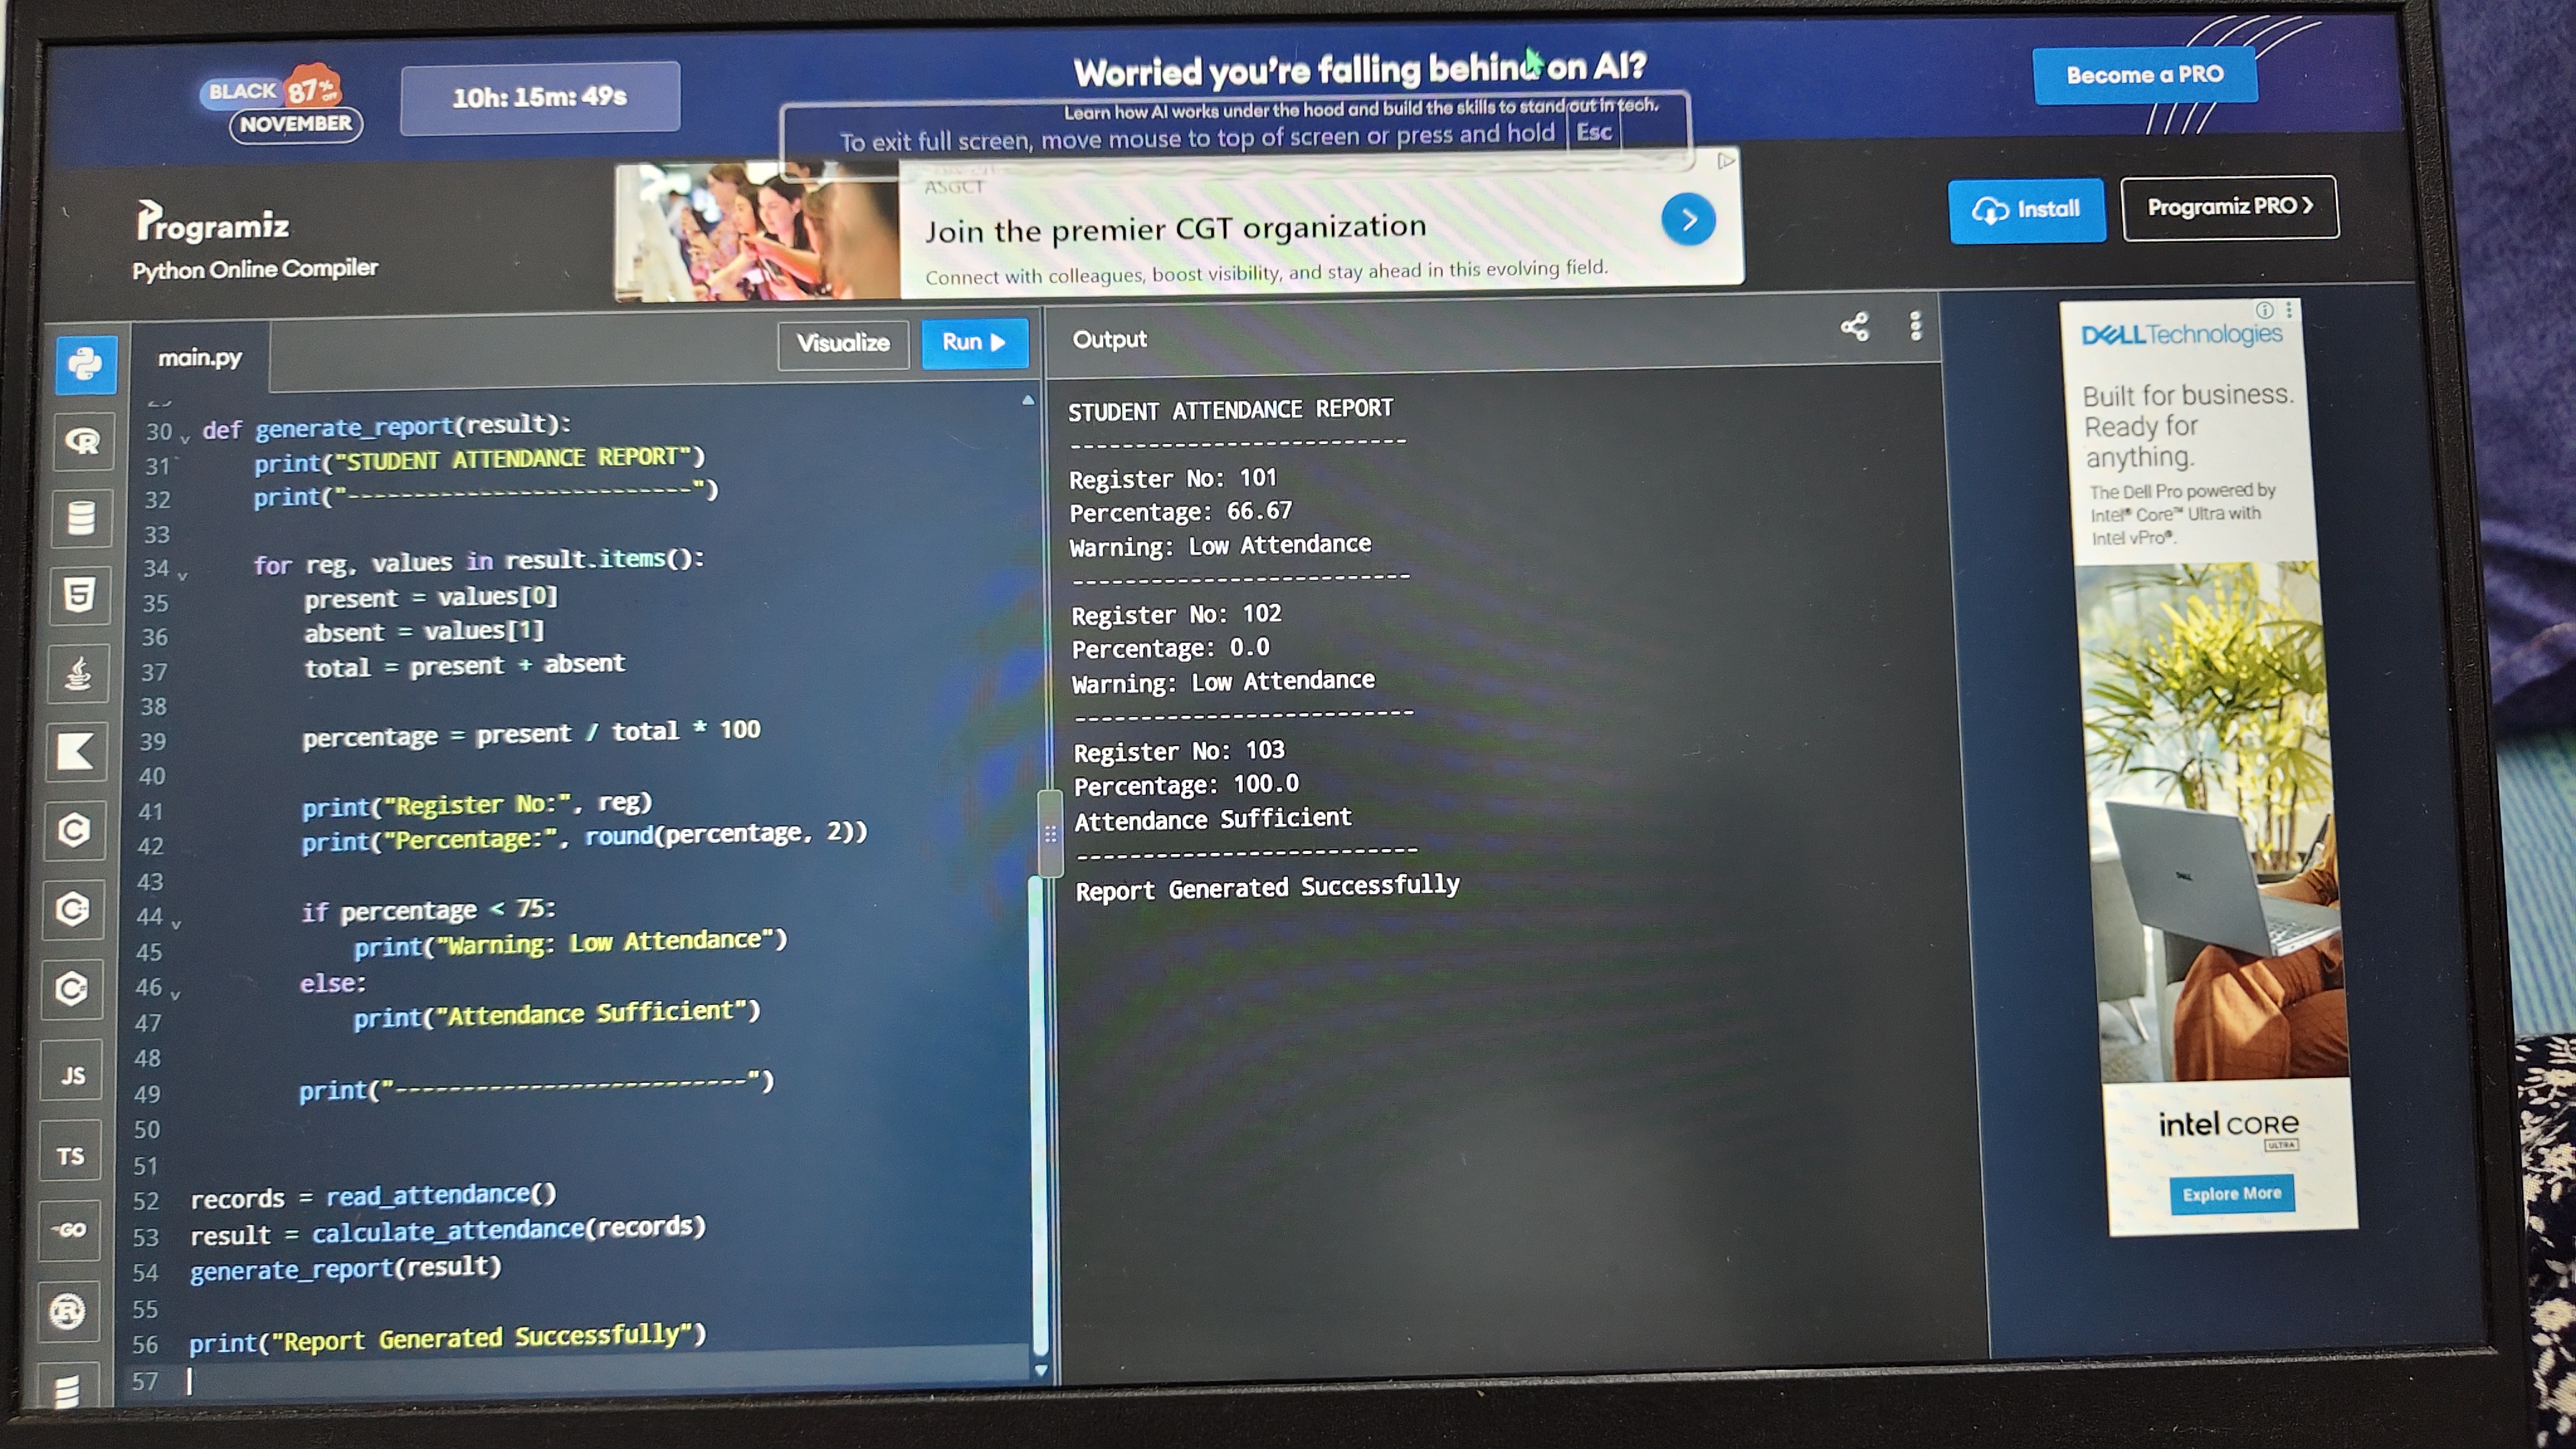 BLACK 87% OFF
NOVEMBER
10h: 15m: 49s
Worried you're falling behind on AI?
Learn how AI works under the hood and build the skills to stand out in tech.
To exit full screen, move mouse to top of screen or press and hold Esc
Become a PRO
Programiz
Python Online Compiler
ASGCT
Join the premier CGT organization
Connect with colleagues, boost visibility, and stay ahead in this evolving field.
Install
Programiz PRO >
main.py
Visualize
Run
30 def generate_report(result):
31     print("STUDENT ATTENDANCE REPORT")
32     print("--------------------------")
33
34     for reg, values in result.items():
35         present = values[0]
36         absent = values[1]
37         total = present + absent
38
39         percentage = present / total * 100
40
41         print("Register No:", reg)
42         print("Percentage:", round(percentage, 2))
43
44         if percentage < 75:
45             print("Warning: Low Attendance")
46         else:
47             print("Attendance Sufficient")
48
49         print("--------------------------")
50
51
52 records = read_attendance()
53 result = calculate_attendance(records)
54 generate_report(result)
55
56 print("Report Generated Successfully")
57
JS
TS
GO
Output
STUDENT ATTENDANCE REPORT
--------------------------
Register No: 101
Percentage: 66.67
Warning: Low Attendance
--------------------------
Register No: 102
Percentage: 0.0
Warning: Low Attendance
--------------------------
Register No: 103
Percentage: 100.0
Attendance Sufficient
--------------------------
Report Generated Successfully
DELL Technologies
Built for business.
Ready for
anything.
The Dell Pro powered by
Intel® Core™ Ultra with
Intel vPro®.
DELL
intel CORE
ULTRA
Explore More